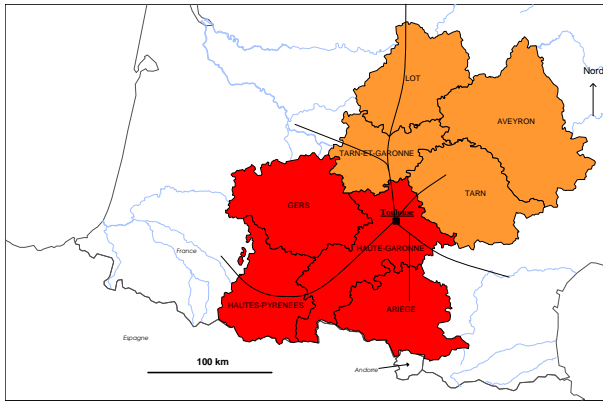 LOT
Nord
AVEYRON
TARN-ET-GARONNE
TARN
GERS
Toulouse
France
HAUTE-GARONNE
HAUTES-PYRENEES
ARIEGE
Espagne
100 km
Andorre